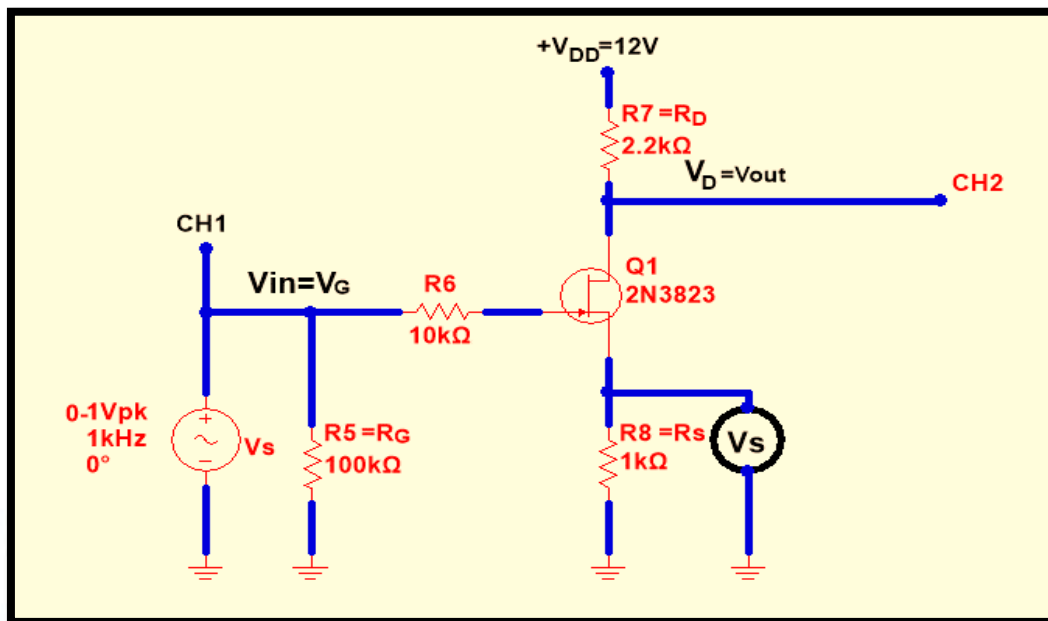 +VDD=12V
R7 =RD
2.2kΩ
VD =Vout
CH2
CH1
Vin=VG
R6
10kΩ
Q1
2N3823
0-1Vpk
1kHz
0°
Vs
R5 =RG
100kΩ
R8 =Rs
1kΩ
Vs